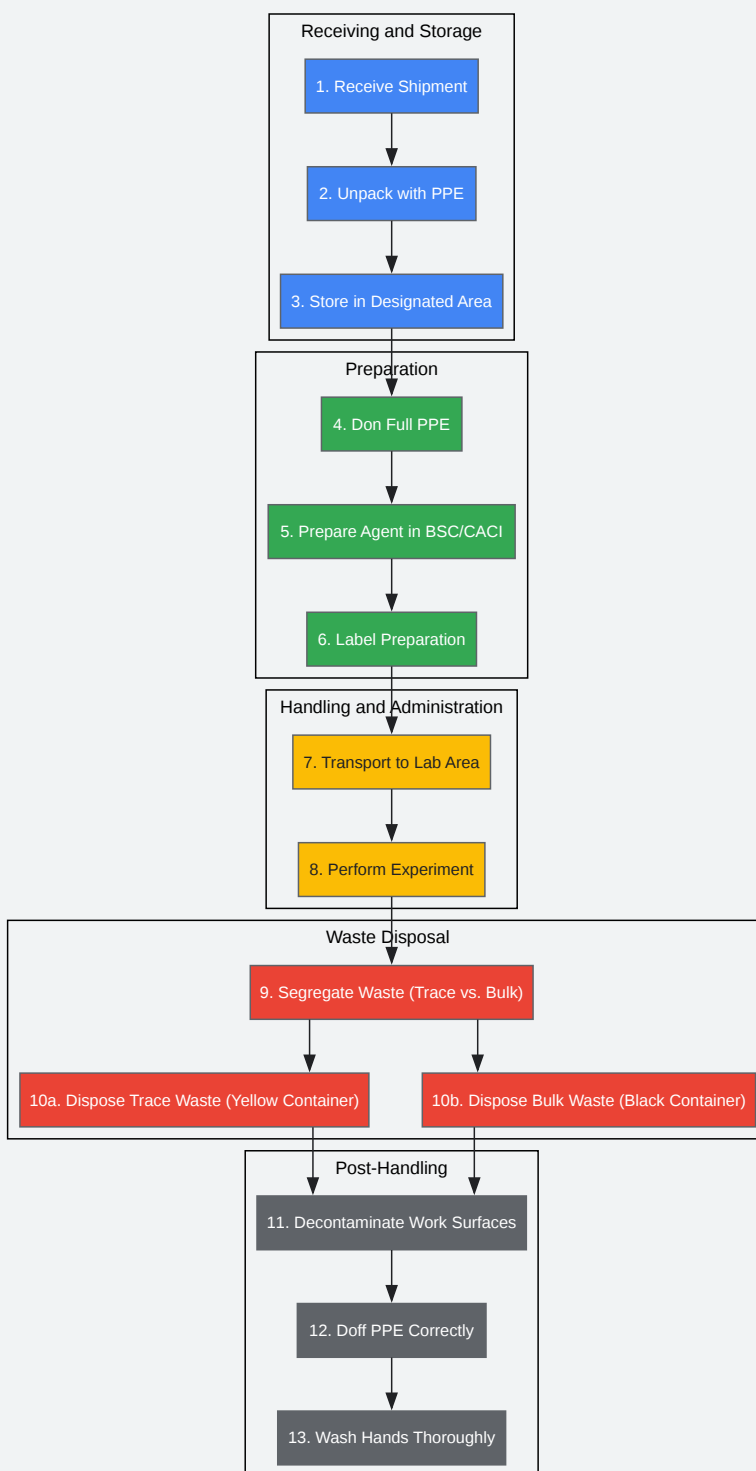 Receiving and Storage
1. Receive Shipment
2. Unpack with PPE
3. Store in Designated Area
Preparation
4. Don Full PPE
5. Prepare Agent in BSC/CACI
6. Label Preparation
Handling and Administration
7. Transport to Lab Area
8. Perform Experiment
Waste Disposal
9. Segregate Waste (Trace vs. Bulk)
10a. Dispose Trace Waste (Yellow Container)
10b. Dispose Bulk Waste (Black Container)
Post-Handling
11. Decontaminate Work Surfaces
12. Doff PPE Correctly
13. Wash Hands Thoroughly